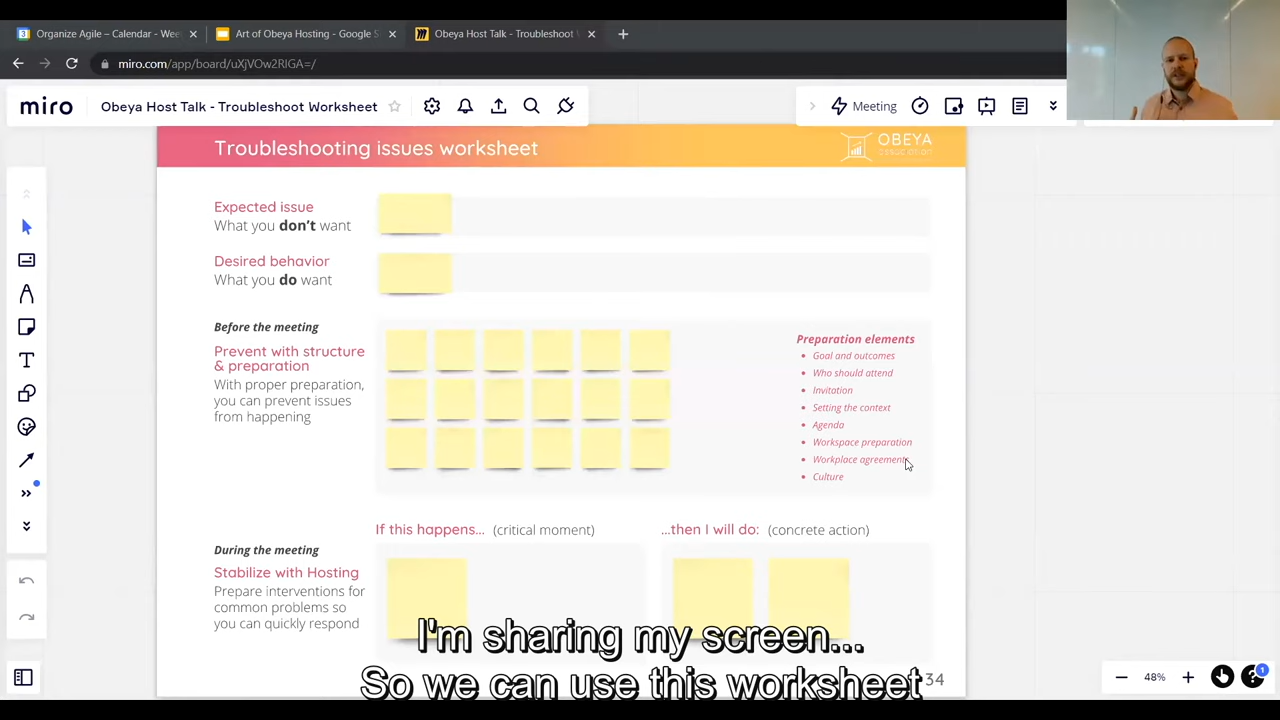 Organize Agile – Calendar - Wee
Art of Obeya Hosting - Google S
Obeya Host Talk - Troubleshoot W
miro.com/app/board/uXjVOw2RIGA=/
miro
Obeya Host Talk - Troubleshoot Worksheet
Meeting
Troubleshooting issues worksheet
OBEYA
association
Expected issue
What you don't want
Desired behavior
What you do want
Before the meeting
Prevent with structure
& preparation
With proper preparation,
you can prevent issues
from happening
Preparation elements
• Goal and outcomes
• Who should attend
• Invitation
• Setting the context
• Agenda
• Workspace preparation
• Workplace agreements
• Culture
If this happens... (critical moment)
...then I will do: (concrete action)
During the meeting
Stabilize with Hosting
Prepare interventions for
common problems so
you can quickly respond
I'm sharing my screen...
So we can use this worksheet
34
48%
1